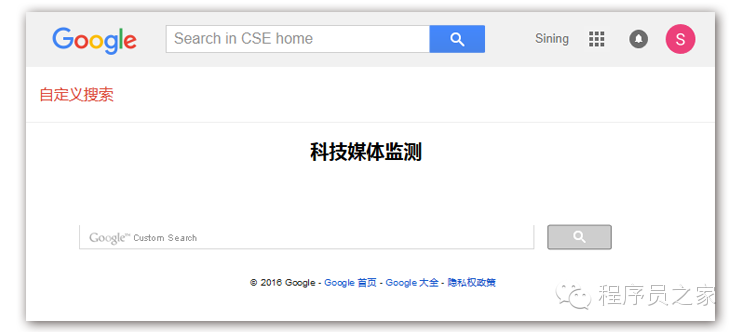 Google Search in CSE home Sining S
自定义搜索
科技媒体监测
Google™ Custom Search
© 2016 Google - Google 首页 - Google 大全 - 隐私权政策
程序员之家